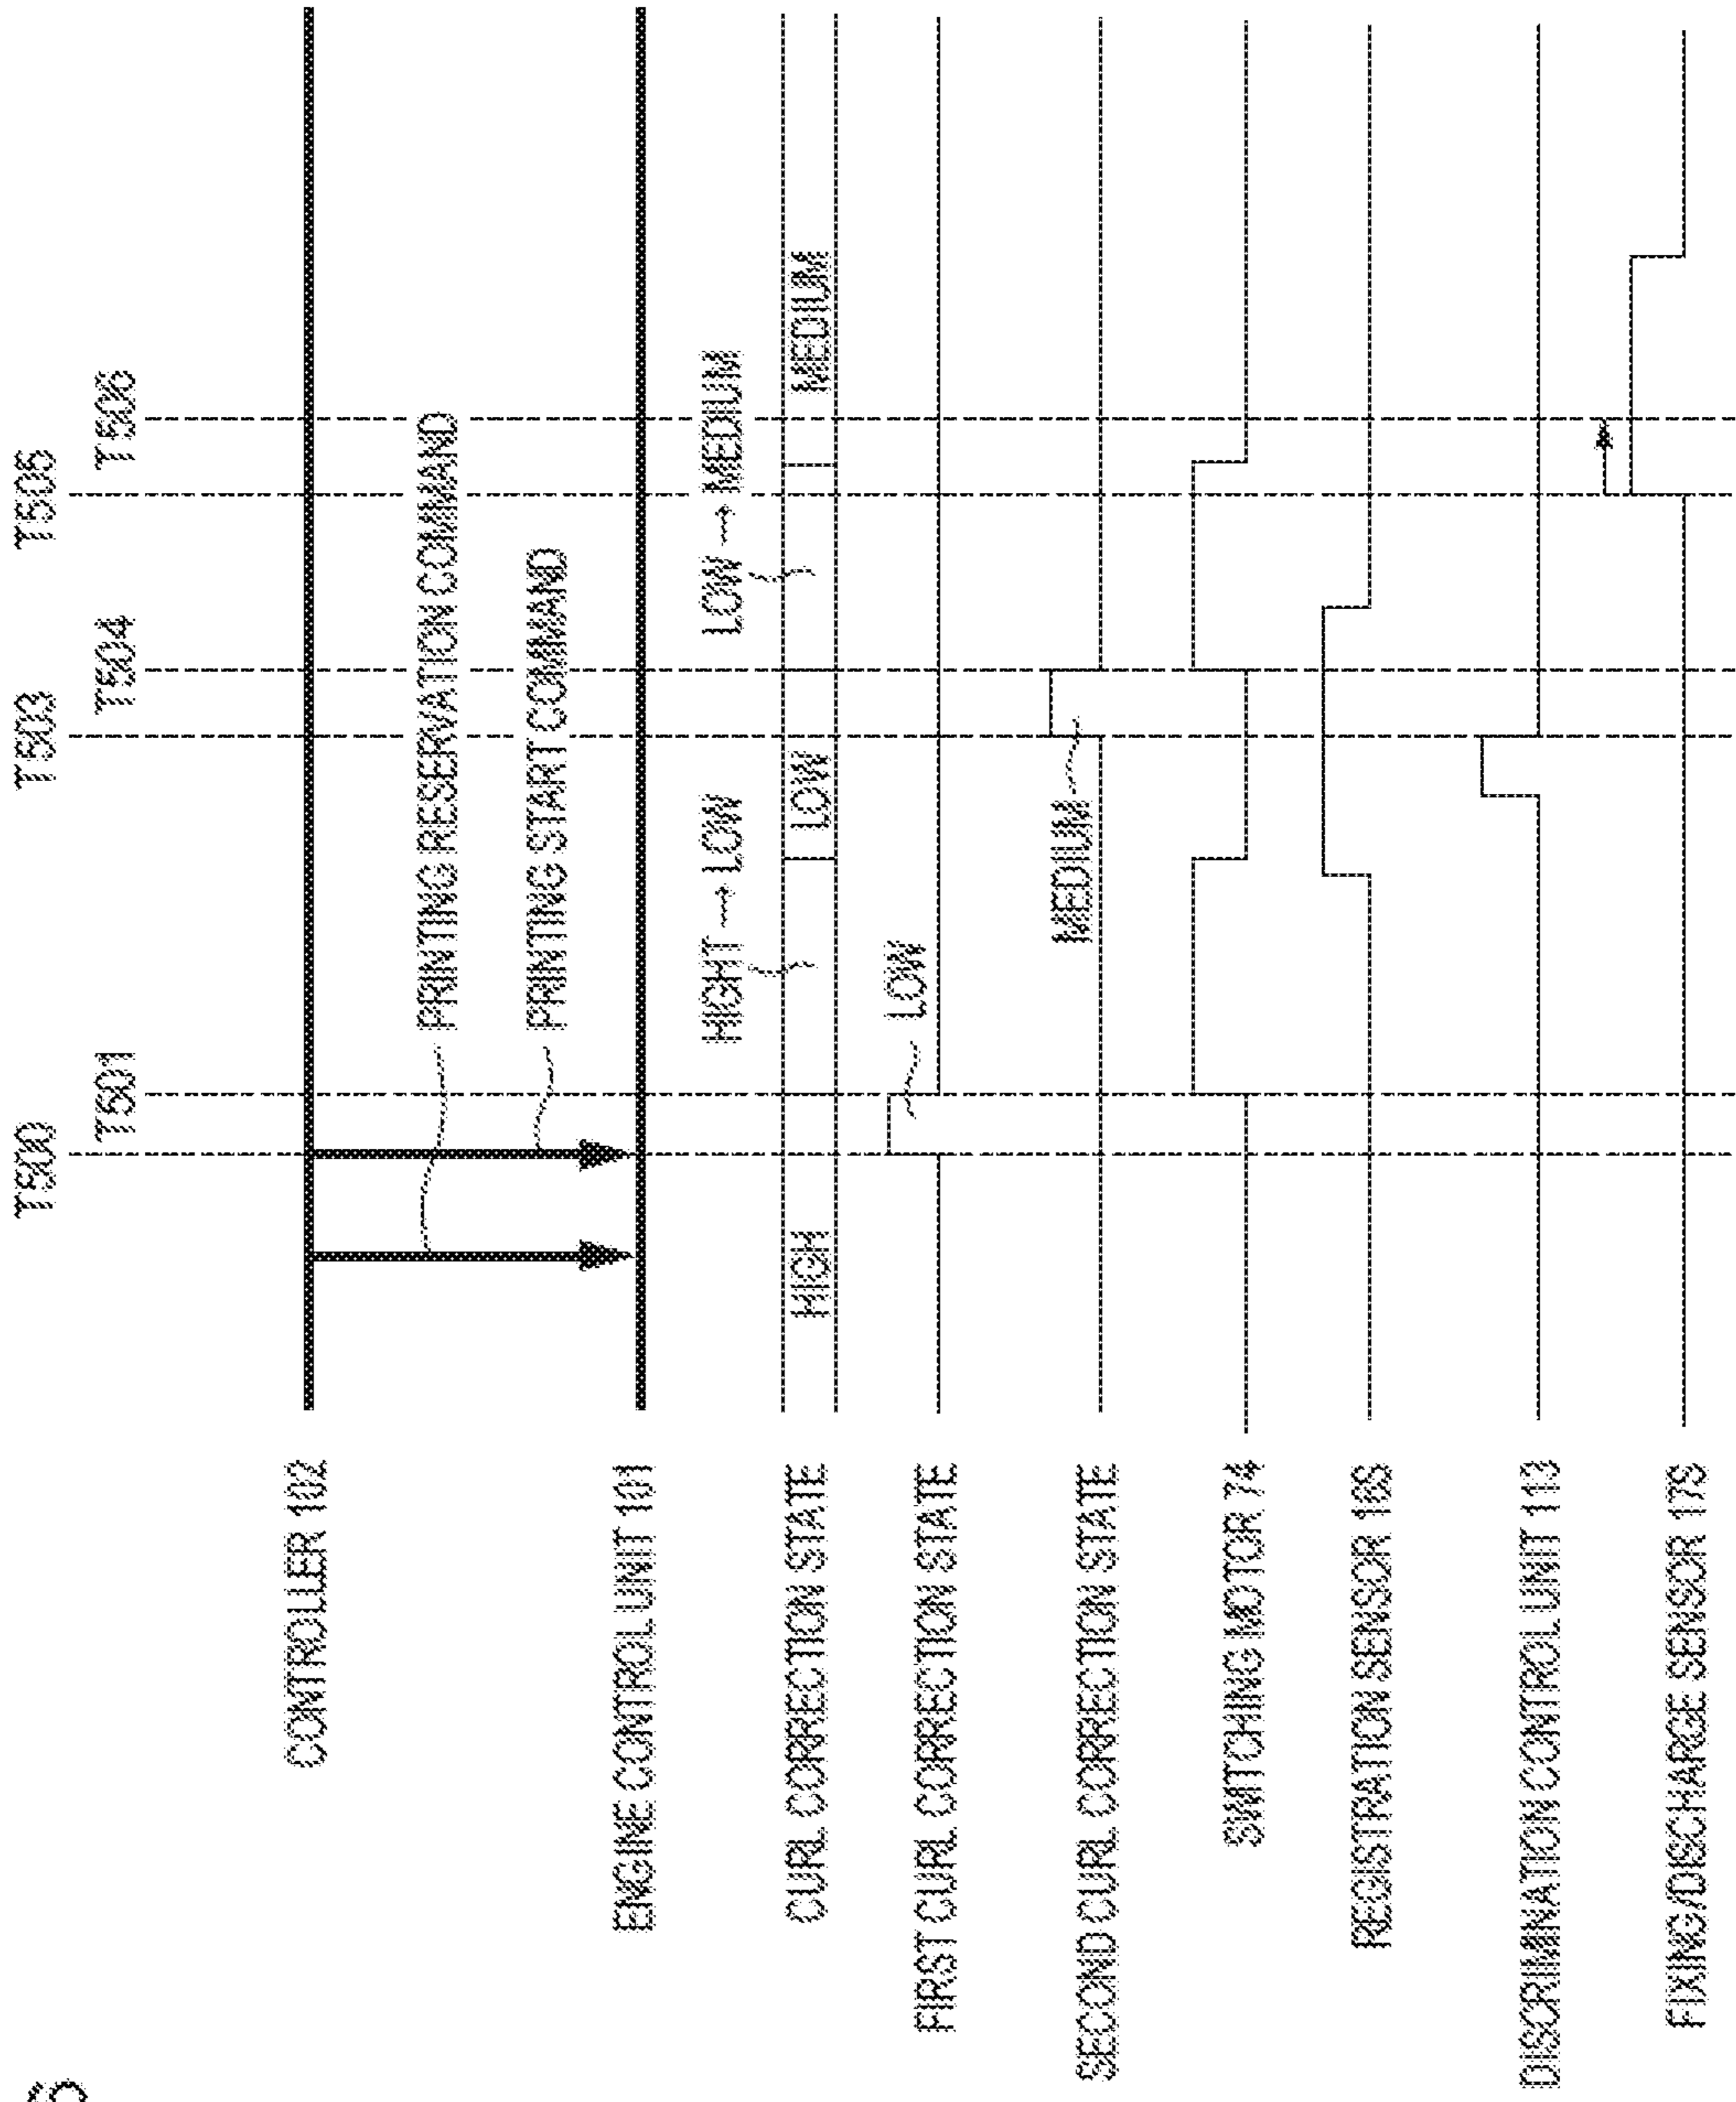 T500
T503
T505
T501
T504
T506
CONTROLLER 102
PRINTING RESERVATION COMMAND
PRINTING START COMMAND
ENGINE CONTROL UNIT 101
HIGHT → LOW
LOW → MEDIUM
CURL CORRECTION STATE
HIGH
LOW
MEDIUM
LOW
FIRST CURL CORRECTION STATE
MEDIUM
SECOND CURL CORRECTION STATE
SWITCHING MOTOR 74
REGISTRATION SENSOR 16S
DISCRIMINATION CONTROL UNIT 113
FIXING/DISCHARGE SENSOR 17S